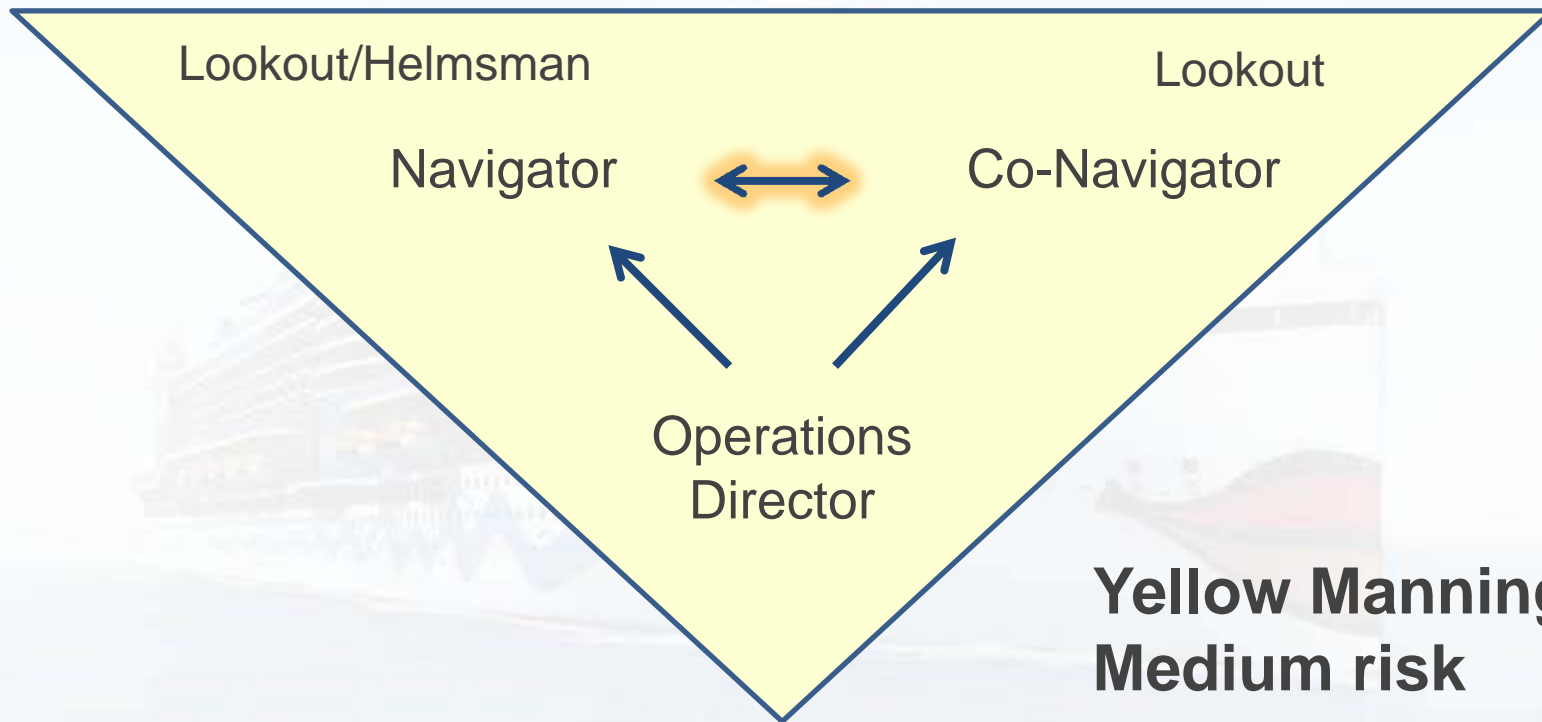 Lookout/Helmsman
Lookout
Navigator
Co-Navigator
Operations
Director
Yellow Manning
Medium risk